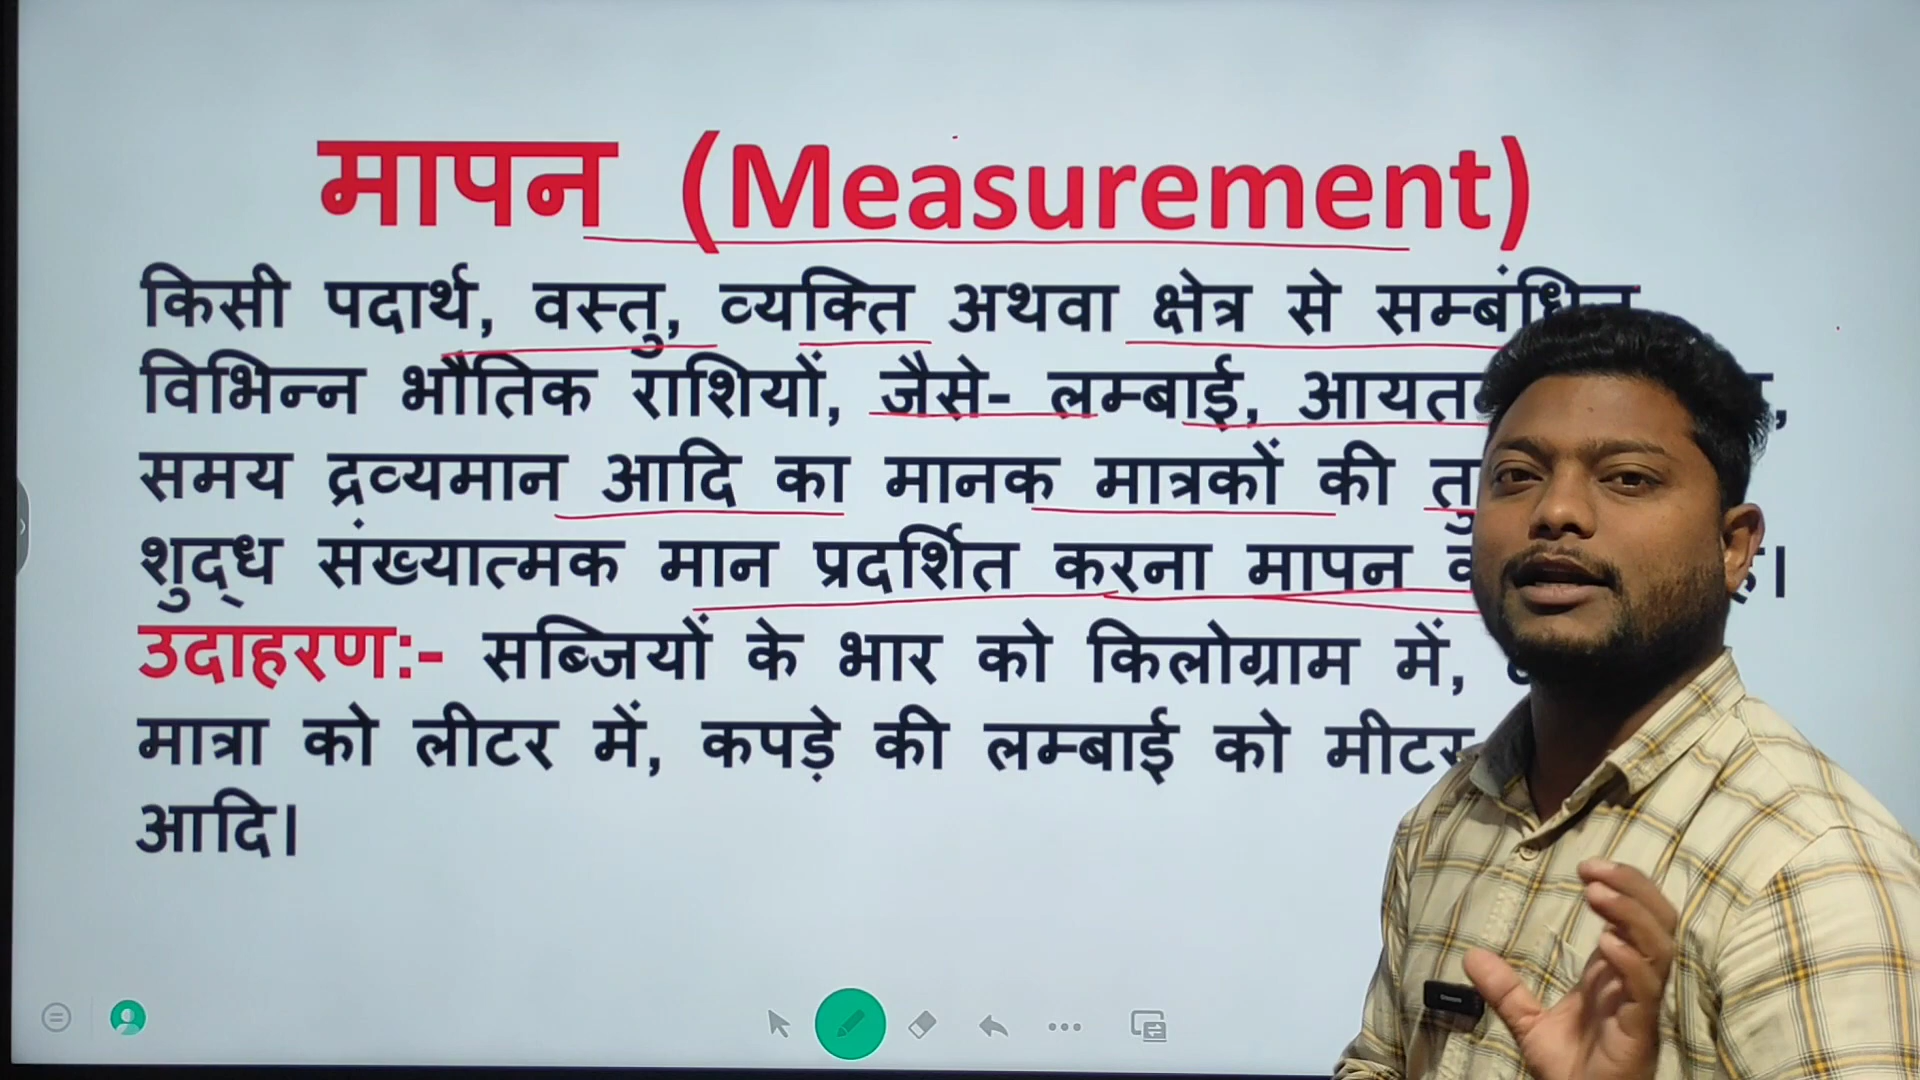 मापन (Measurement)
किसी पदार्थ, वस्तु, व्यक्ति अथवा क्षेत्र से सम्बंधित
विभिन्न भौतिक राशियों, जैसे- लम्बाई,
समय द्रव्यमान आदि का मानक मात्रकों की
शुद्ध संख्यात्मक मान प्रदर्शित करना मापन
उदाहरण:- सब्जियों के भार को किलोग्राम में,
मात्रा को लीटर में, कपड़े की लम्बाई को मीटर
आदि।